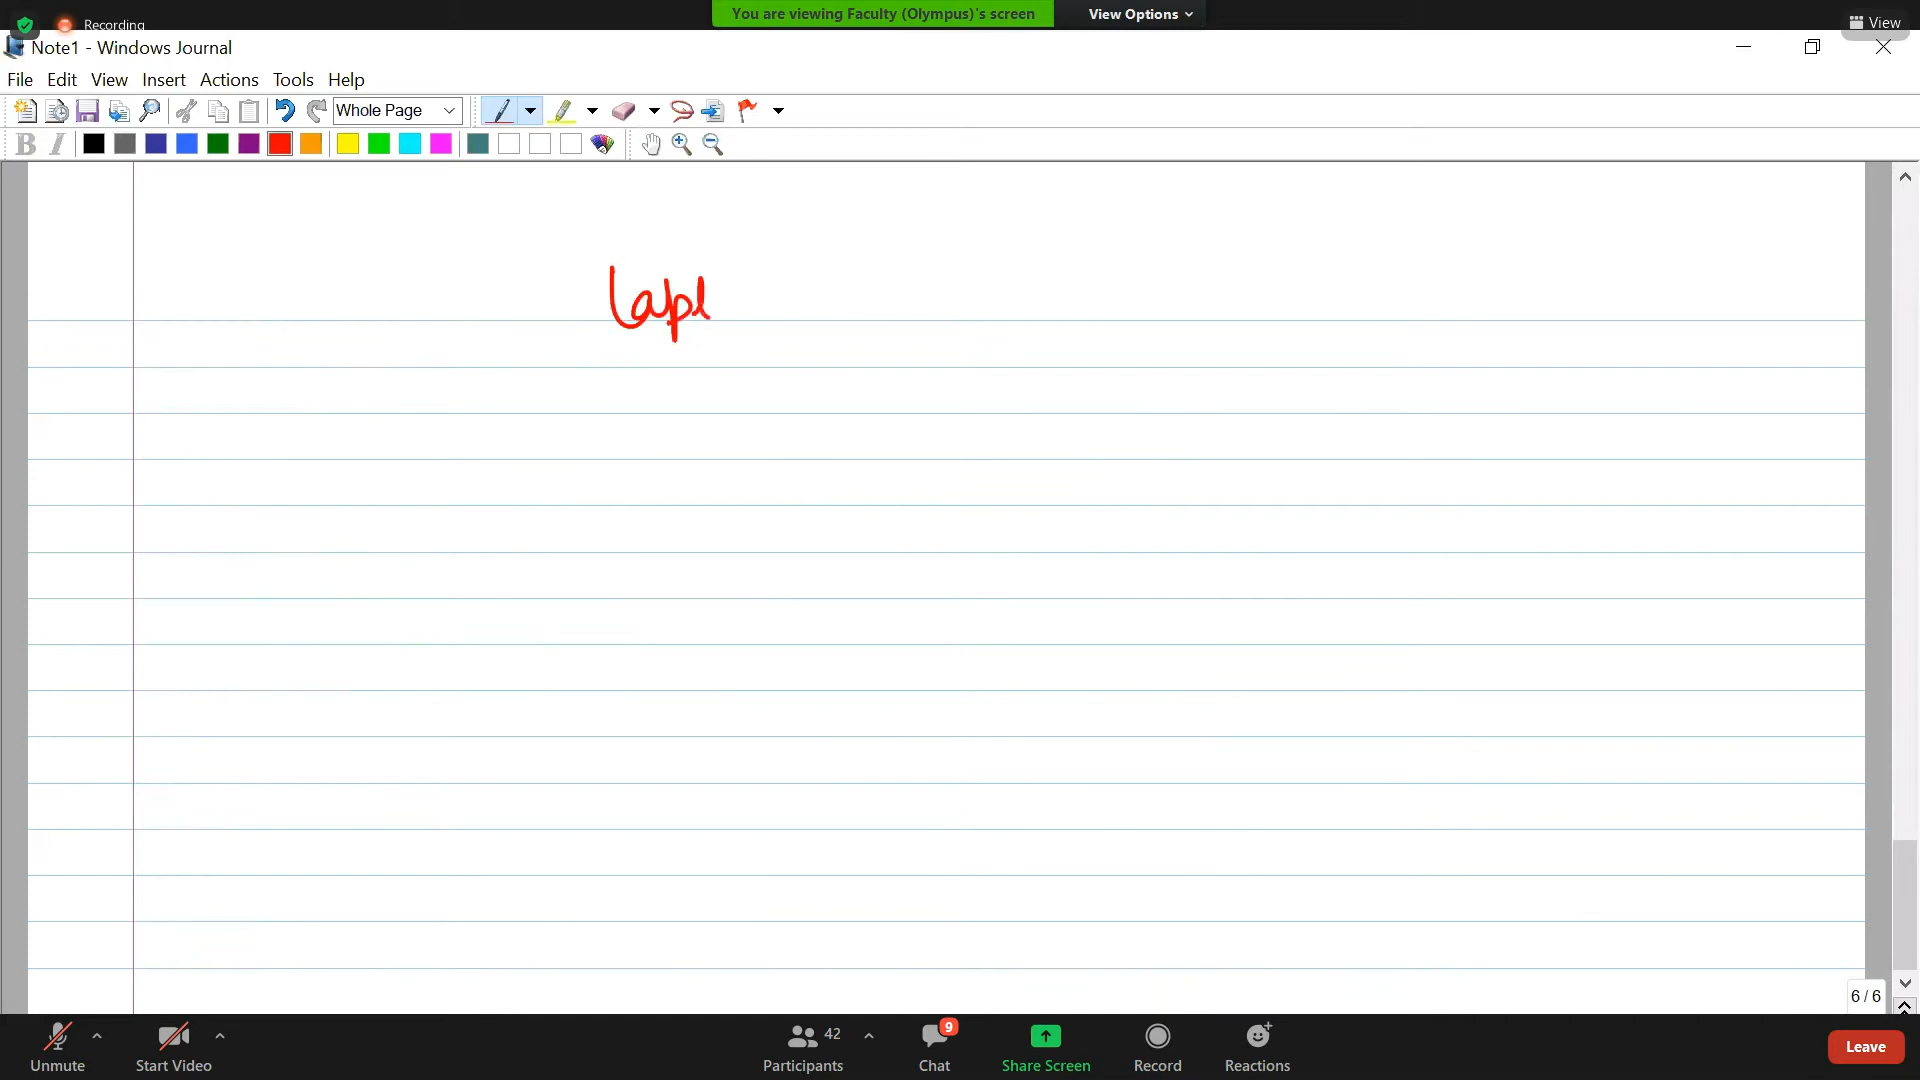 Recording
You are viewing Faculty (Olympus)'s screen
View Options
View
Note1 - Windows Journal
File Edit View Insert Actions Tools Help
Whole Page
B I
Lapl
6 / 6
Unmute
Start Video
42
Participants
9
Chat
Share Screen
Record
Reactions
Leave